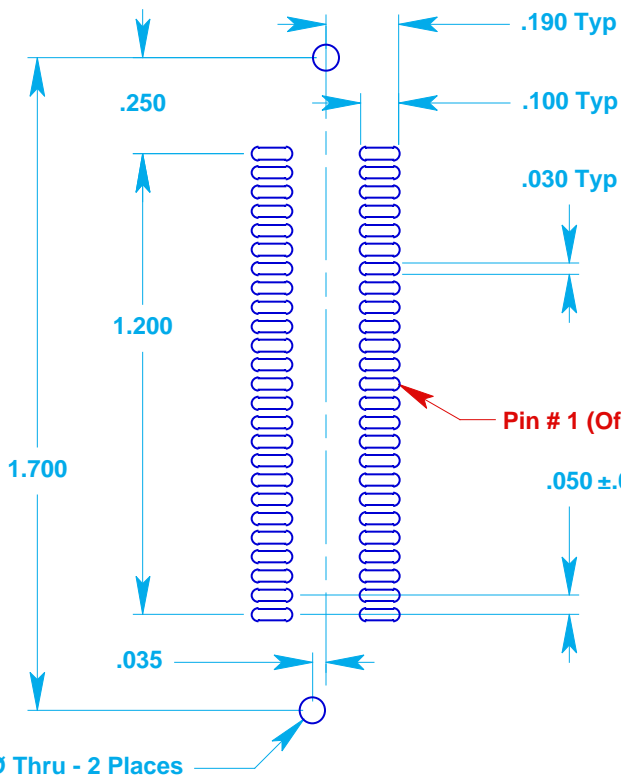 .190 Typ
.250
.100 Typ
.030 Typ
1.200
Pin # 1 (Of
1.700
.050 ±.
.035
Ø Thru - 2 Places